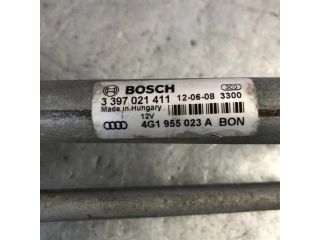 BOSCH
3 397 021 411 12-06-08 3300
Made in Hungary
12V
4G1 955 023 A BON